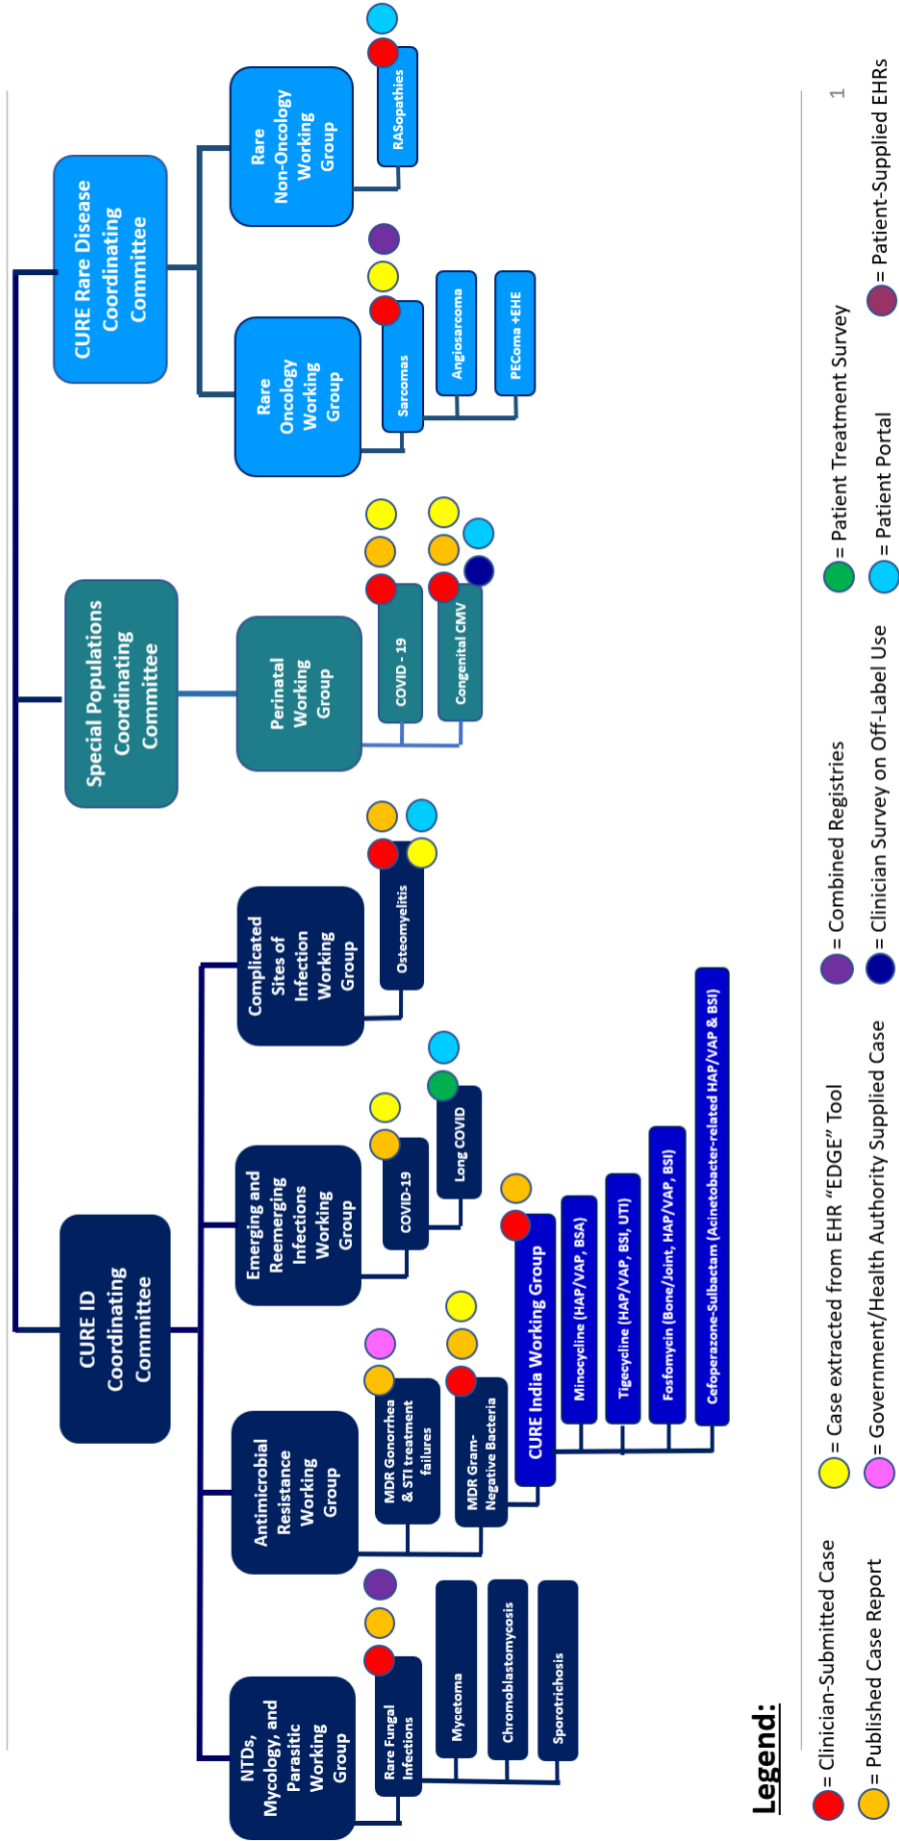 CURE ID
Coordinating
Committee
Special Populations
Coordinating
Committee
CURE Rare Disease
Coordinating
Committee
NTDs,
Mycology, and
Parasitic
Working
Group
Antimicrobial
Resistance
Working
Group
Emerging and
Reemerging
Infections
Working
Group
Complicated
Sites of
Infection
Working
Group
Perinatal
Working
Group
Rare
Oncology
Working
Group
Rare
Non-Oncology
Working
Group
Rare Fungal
Infections
Mycetoma
Chromoblastomycosis
Sporotrichosis
MDR Gonorrhea
& STI treatment
failures
MDR Gram-
Negative Bacteria
CURE India Working Group
Minocycline (HAP/VAP, BSA)
Tigecycline (HAP/VAP, BSI, UTI)
Fosfomycin (Bone/Joint, HAP/VAP, BSI)
Cefoperazone-Sulbactam (Acinetobacter-related HAP/VAP & BSI)
COVID-19
Long COVID
Osteomyelitis
COVID - 19
Congenital CMV
Sarcomas
Angiosarcoma
PEComa +EHE
RASopathies
Legend:
= Clinician-Submitted Case
= Case extracted from EHR “EDGE” Tool
= Combined Registries
= Patient Treatment Survey
1
= Published Case Report
= Government/Health Authority Supplied Case
= Clinician Survey on Off-Label Use
= Patient Portal
= Patient-Supplied EHRs